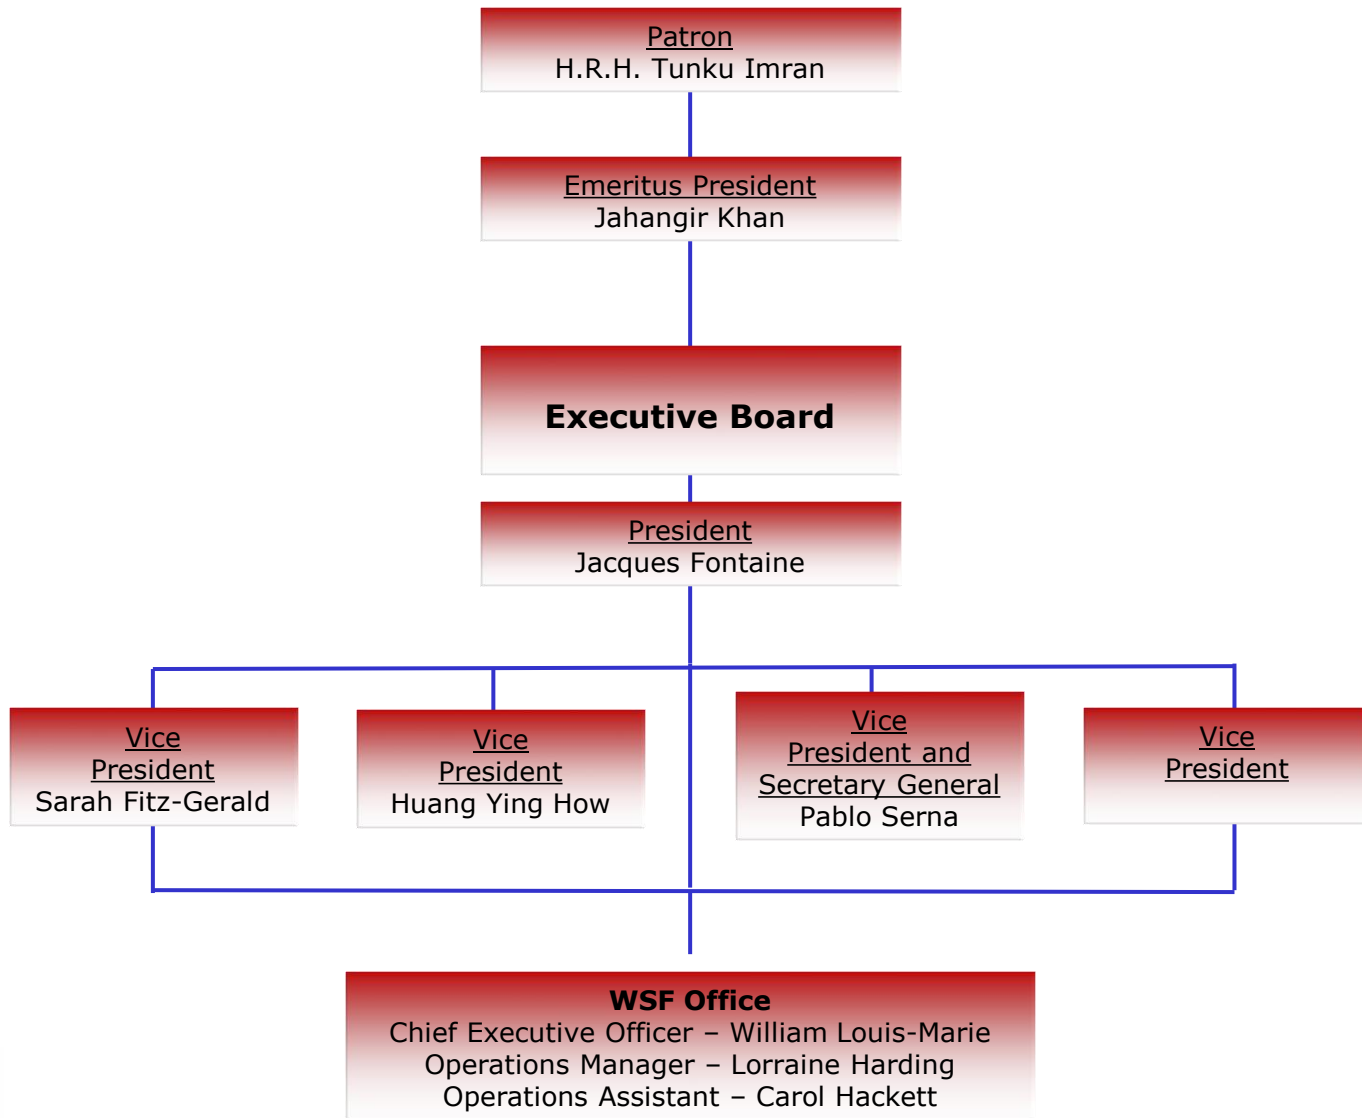 Patron
H.R.H. Tunku Imran
Emeritus President
Jahangir Khan
Executive Board
President
Jacques Fontaine
Vice
President
Sarah Fitz-Gerald
Vice
President
Huang Ying How
Vice
President and
Secretary General
Pablo Serna
Vice
President
WSF Office
Chief Executive Officer – William Louis-Marie
Operations Manager – Lorraine Harding
Operations Assistant – Carol Hackett